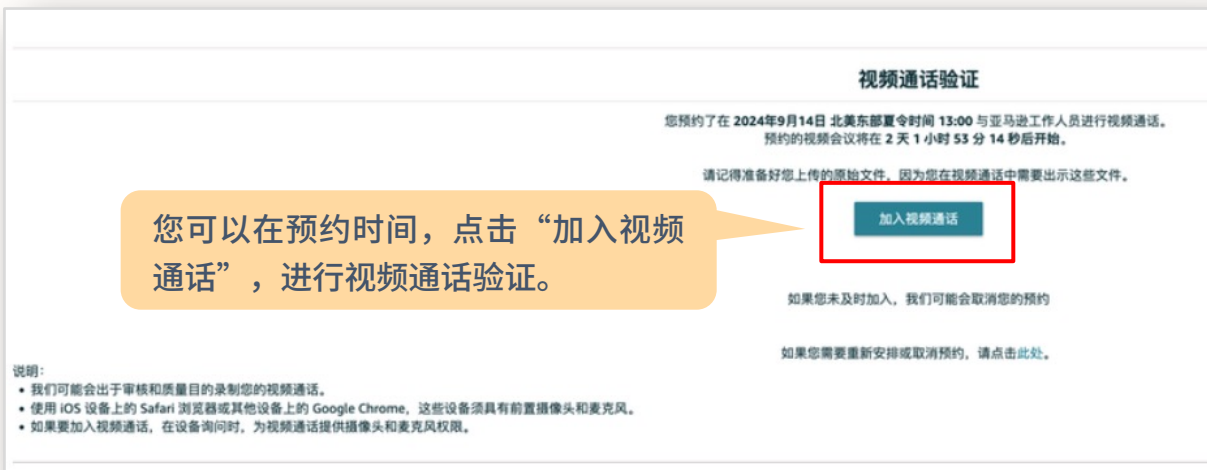 视频通话验证
您预约了在 2024年9月14日 北美东部夏令时间 13:00 与亚马逊工作人员进行视频通话。
预约的视频会议将在 2 天 1 小时 53 分 14 秒后开始。
请记得准备好您上传的原始文件，因为您在视频通话中需要出示这些文件。
加入视频通话
您可以在预约时间，点击“加入视频
通话”，进行视频通话验证。
如果您未及时加入，我们可能会取消您的预约
如果您需要重新安排或取消预约，请点击此处。
说明：
• 我们可能会出于审核和质量目的录制您的视频通话。
• 使用 iOS 设备上的 Safari 浏览器或其他设备上的 Google Chrome，这些设备须具有前置摄像头和麦克风。
• 如果要加入视频通话，在设备询问时，为视频通话提供摄像头和麦克风权限。